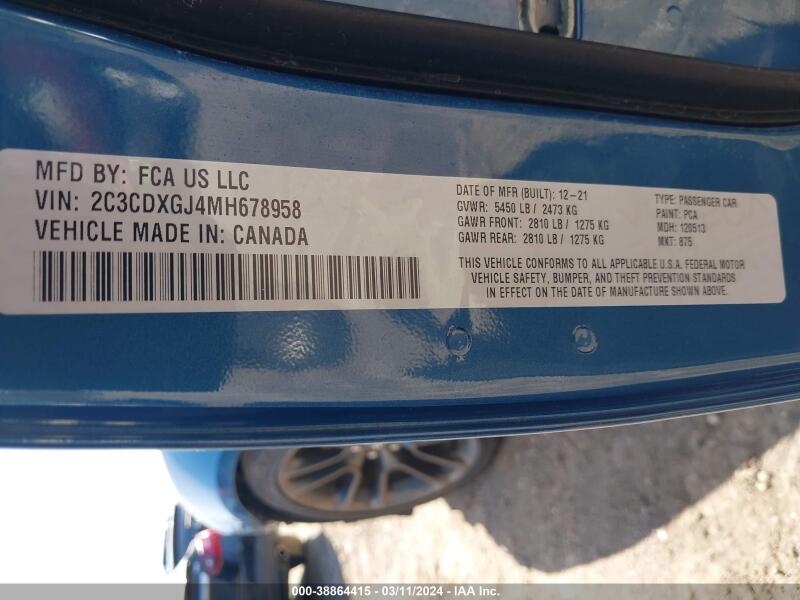 MFD BY: FCA US LLC
VIN: 2C3CDXGJ4MH678958
VEHICLE MADE IN: CANADA
DATE OF MFR (BUILT): 12-21
GVWR: 5450 LB / 2473 KG
GAWR FRONT: 2810 LB / 1275 KG
GAWR REAR: 2810 LB / 1275 KG
TYPE: PASSENGER CAR
PAINT: PCA
MDH: 120513
MKT: 875
THIS VEHICLE CONFORMS TO ALL APPLICABLE U.S.A. FEDERAL MOTOR
VEHICLE SAFETY, BUMPER, AND THEFT PREVENTION STANDARDS
IN EFFECT ON THE DATE OF MANUFACTURE SHOWN ABOVE.
000-38864415 - 03/11/2024 - IAA Inc.